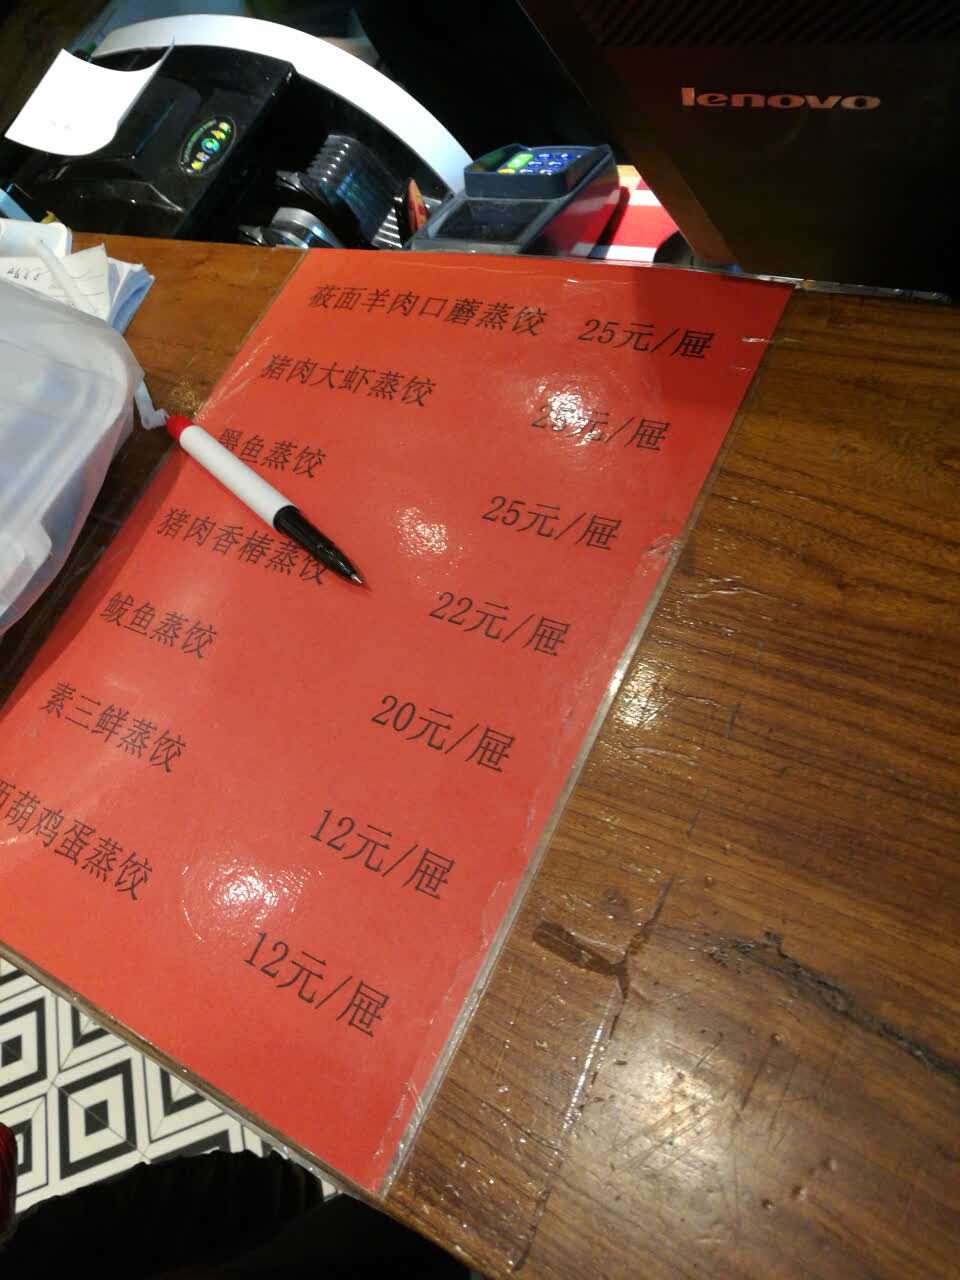 lenovo
莜面羊肉口蘑蒸饺 25元/屉
猪肉大虾蒸饺 元/屉
墨鱼蒸饺 25元/屉
猪肉香椿蒸饺 22元/屉
鲅鱼蒸饺 20元/屉
素三鲜蒸饺 12元/屉
西葫鸡蛋蒸饺 12元/屉